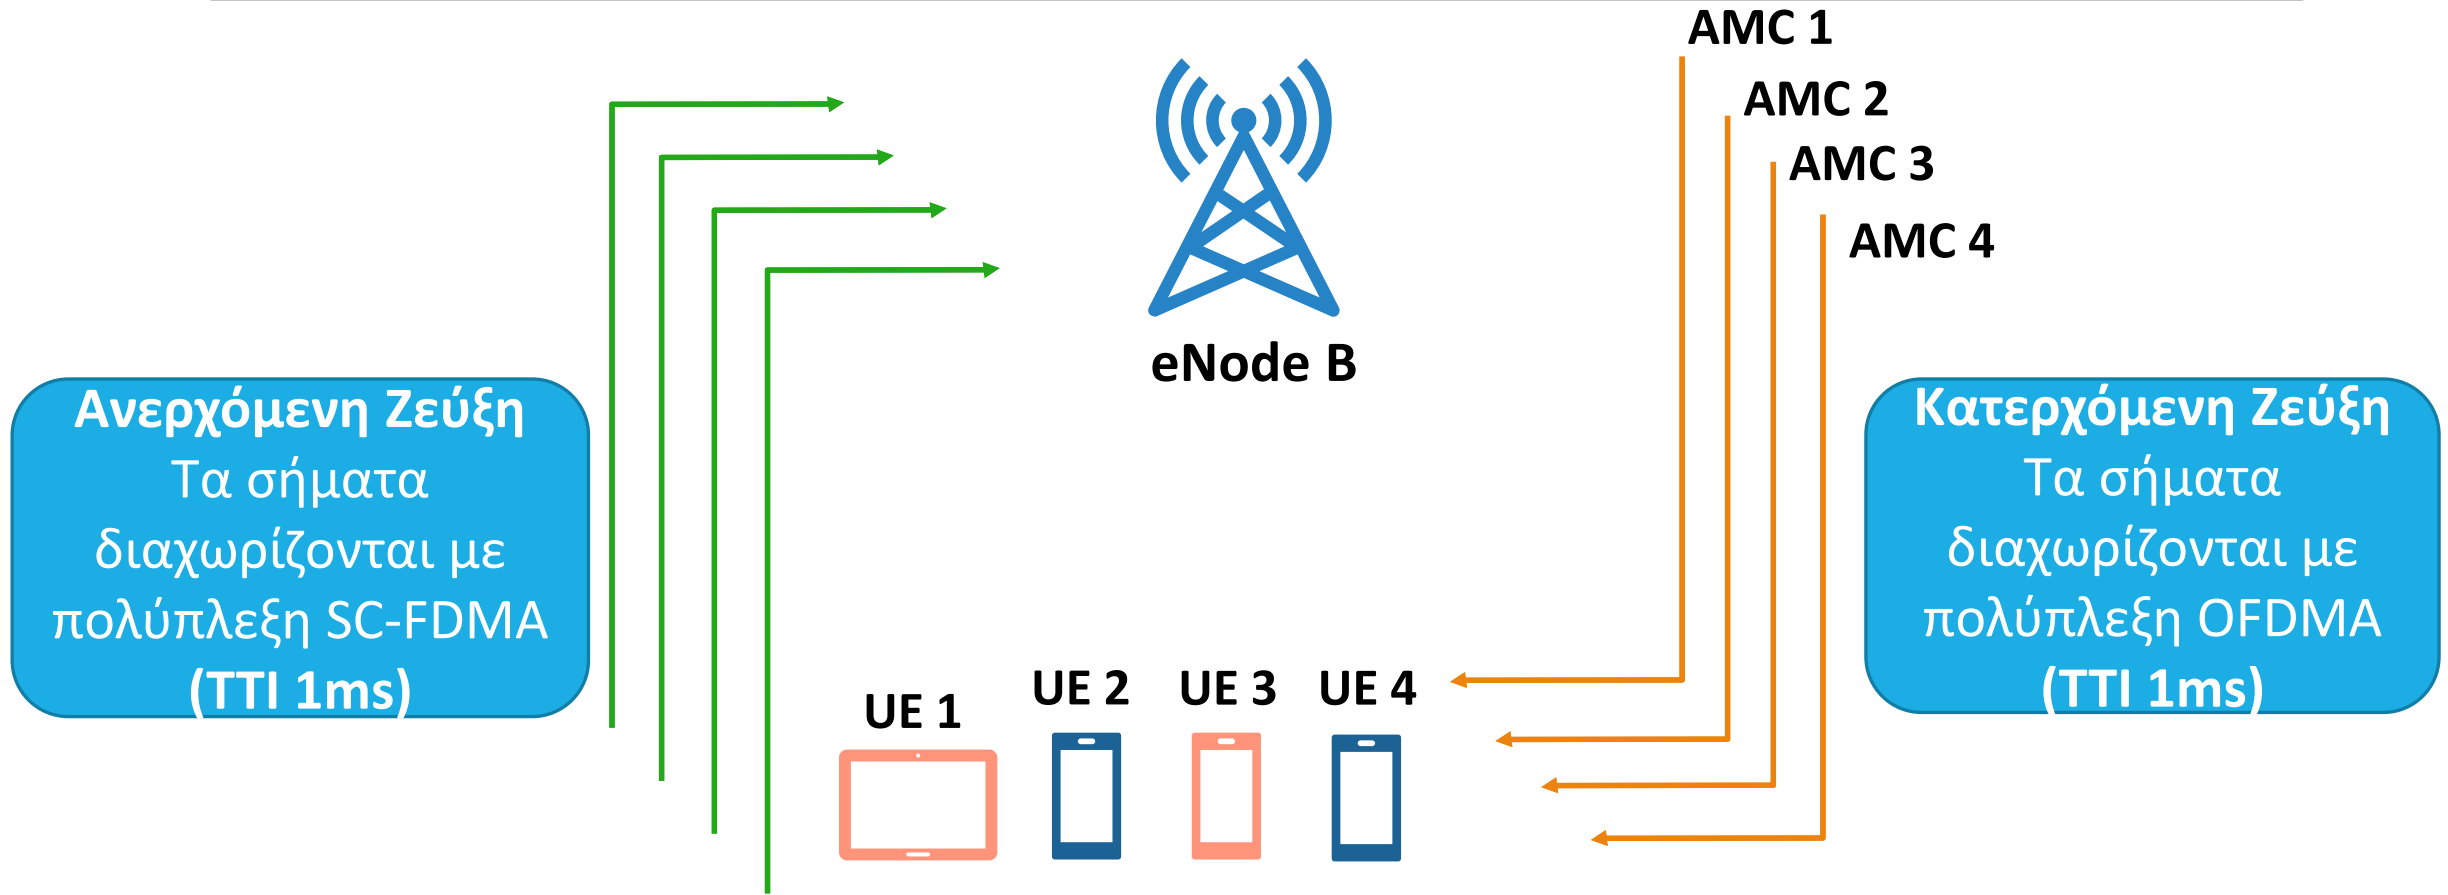 AMC 1
AMC 2
AMC 3
AMC 4
eNode B
Ανερχόμενη Ζεύξη
Τα σήματα
διαχωρίζονται με
πολύπλεξη SC-FDMA
(TTI 1ms)
Κατερχόμενη Ζεύξη
Τα σήματα
διαχωρίζονται με
πολύπλεξη OFDMA
(TTI 1ms)
UE 1
UE 2
UE 3
UE 4